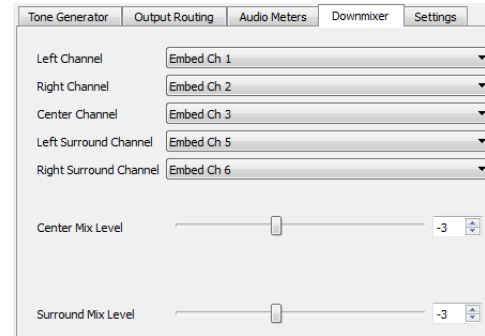 Tone Generator Output Routing Audio Meters Downmixer Settings
Left Channel Embed Ch 1
Right Channel Embed Ch 2
Center Channel Embed Ch 3
Left Surround Channel Embed Ch 5
Right Surround Channel Embed Ch 6
Center Mix Level -3
Surround Mix Level -3